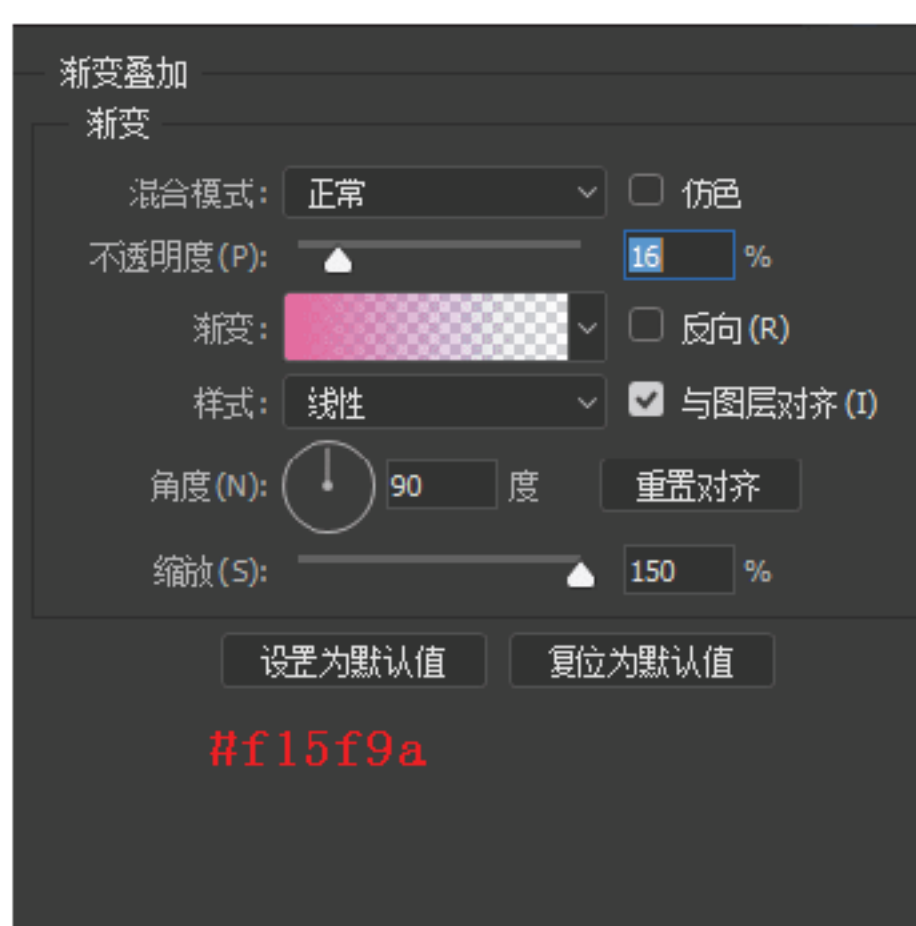 渐变叠加
渐变
混合模式: 正常 仿色
不透明度(P): 16 %
渐变: 反向(R)
样式: 线性 与图层对齐(I)
角度(N): 90 度 重置对齐
缩放(S): 150 %
设置为默认值 复位为默认值
#f15f9a